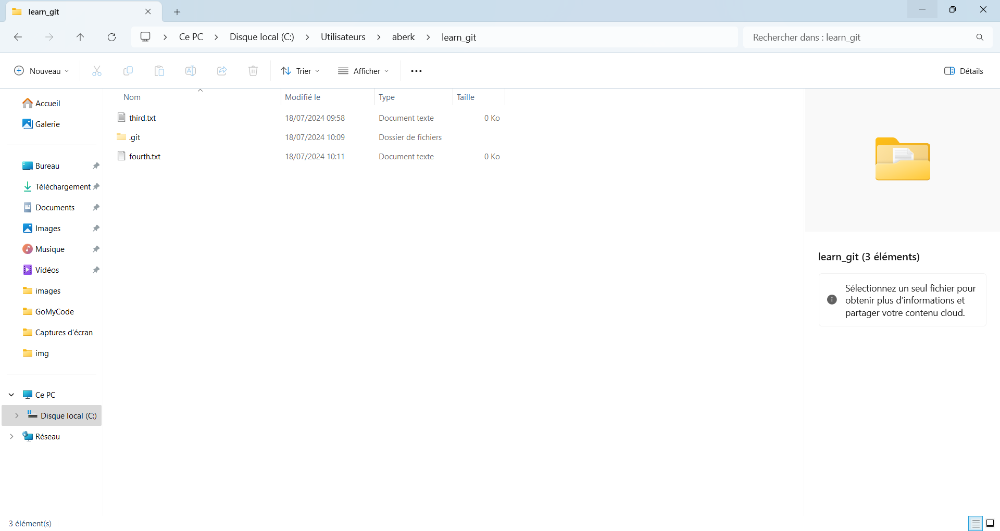 learn_git
Ce PC > Disque local (C:) > Utilisateurs > aberk > learn_git
Rechercher dans : learn_git
Nouveau
Trier
Afficher
Détails
Accueil
Galerie
Bureau
Téléchargement
Documents
Images
Musique
Vidéos
images
GoMyCode
Captures d'écran
img
Ce PC
Disque local (C:)
Réseau
Nom Modifié le Type Taille
third.txt 18/07/2024 09:58 Document texte 0 Ko
.git 18/07/2024 10:09 Dossier de fichiers
fourth.txt 18/07/2024 10:11 Document texte 0 Ko
learn_git (3 éléments)
Sélectionnez un seul fichier pour
obtenir plus d'informations et
partager votre contenu cloud.
3 élément(s)